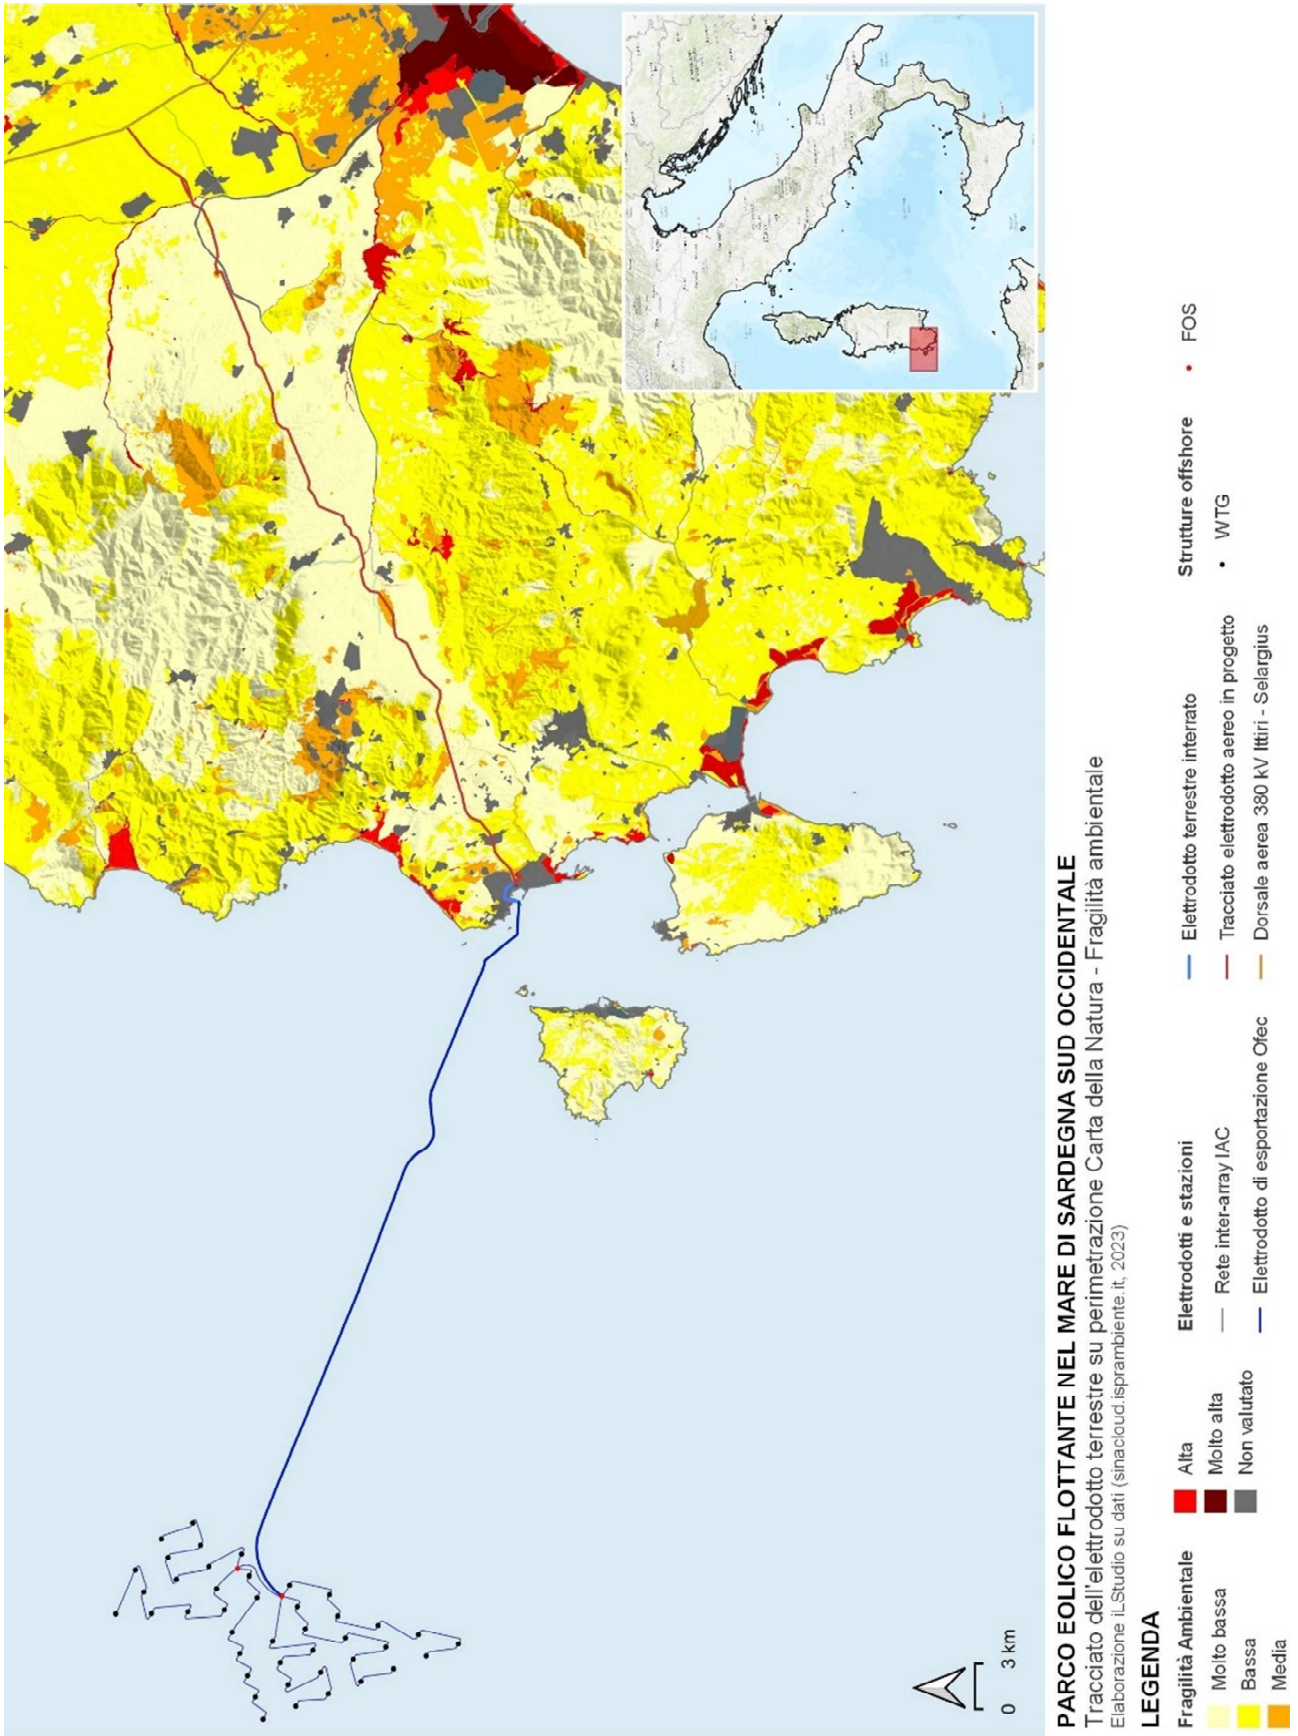 0 3 km
PARCO EOLICO FLOTTANTE NEL MARE DI SARDEGNA SUD OCCIDENTALE
Tracciato dell'elettrodotto terrestre su perimetrazione Carta della Natura - Fragilità ambientale
Elaborazione iLStudio su dati (sinacloud.isprambiente.it, 2023)
LEGENDA
Fragilità Ambientale
Molto bassa
Bassa
Media
Alta
Molto alta
Non valutato
Elettrodotti e stazioni
Rete inter-array IAC
Elettrodotto di esportazione Ofec
Elettrodotto terrestre interrato
Tracciato elettrodotto aereo in progetto
Dorsale aerea 380 kV Ittiri - Selargius
Strutture offshore
WTG
FOS